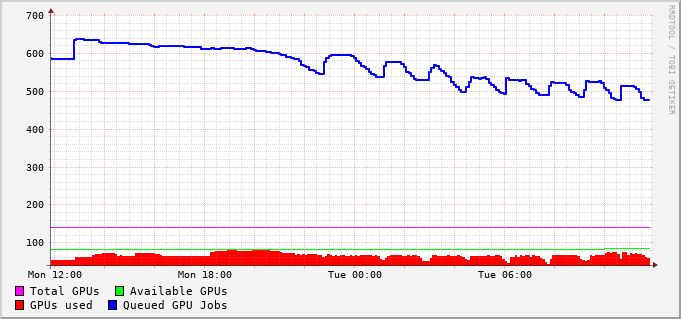 700
600
500
400
300
200
100
Mon 12:00 Mon 18:00 Tue 00:00 Tue 06:00
Total GPUs Available GPUs
GPUs used Queued GPU Jobs
RRDTOOL / TOBI OETIKER